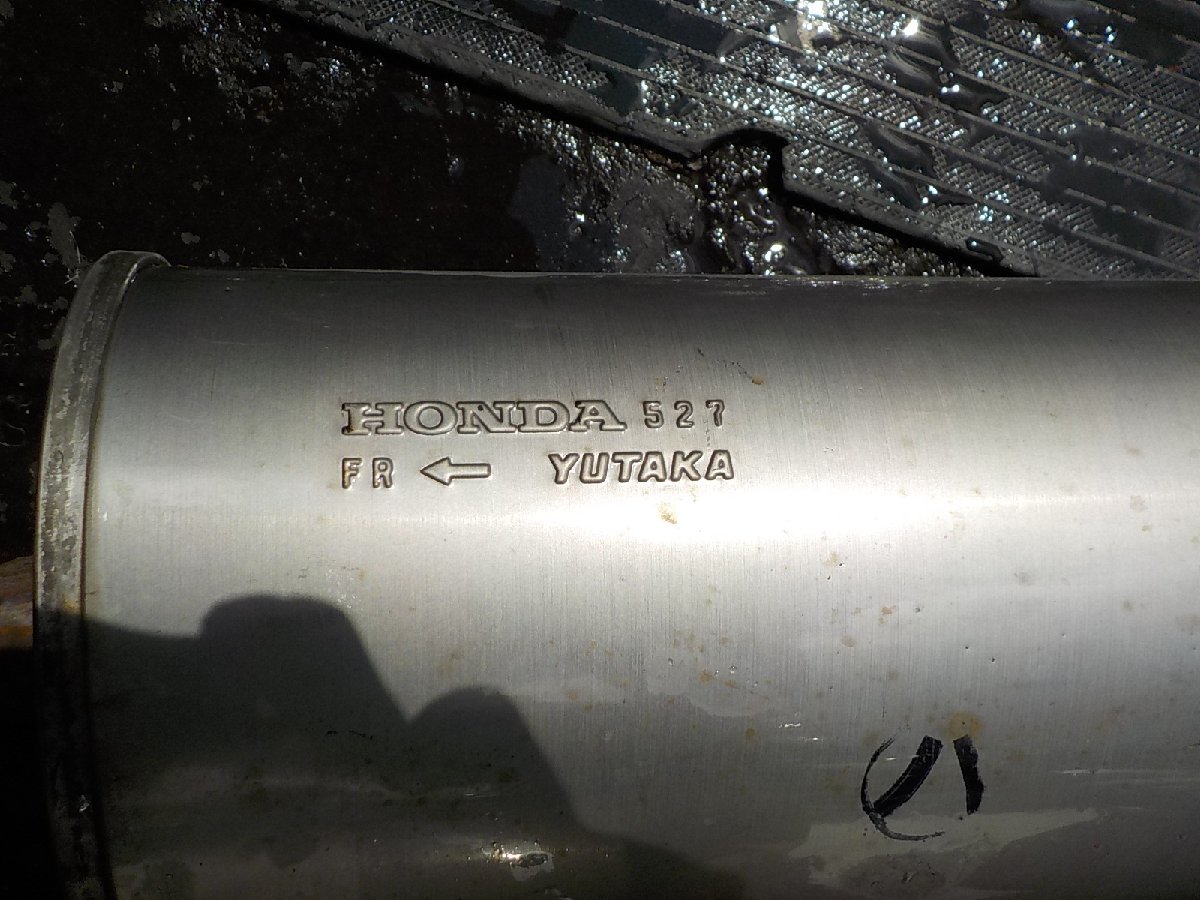 HONDA 527
FR ← YUTAKA